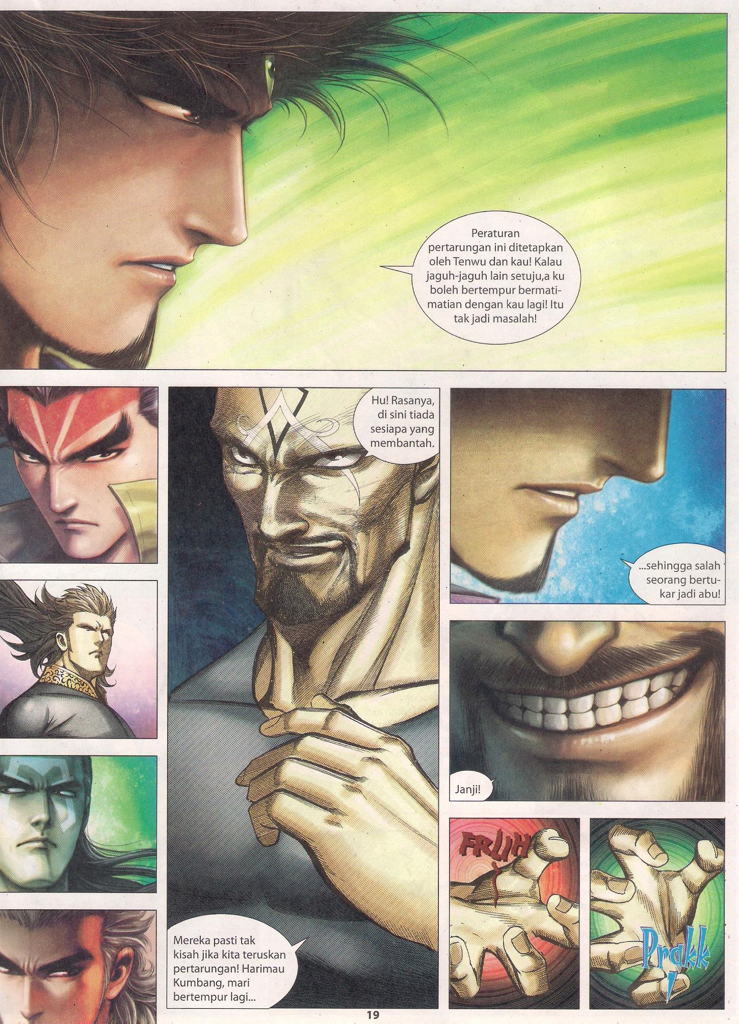 Peraturan
pertarungan ini ditetapkan
oleh Tenwu dan kau! Kalau
jaguh-jaguh lain setuju,a ku
boleh bertempur bermati-
matian dengan kau lagi! Itu
tak jadi masalah!
Hu! Rasanya,
di sini tiada
sesiapa yang
membantah.
Mereka pasti tak
kisah jika kita teruskan
pertarungan! Harimau
Kumbang, mari
bertempur lagi...
...sehingga salah
seorang bertu-
kar jadi abu!
Janji!
FRUH
Prakk
!
19